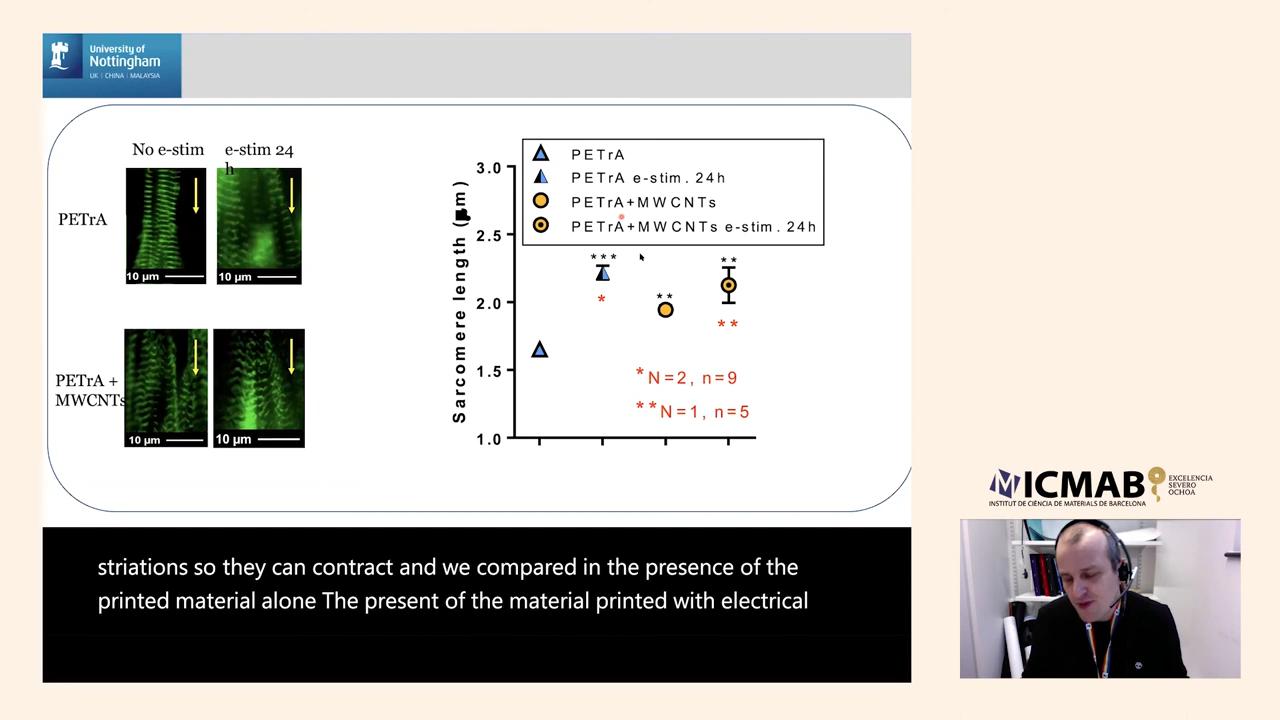 University of
Nottingham
UK | CHINA | MALAYSIA
No e-stim
e-stim 24
h
PETrA
10 µm
10 µm
PETrA +
MWCNTs
10 µm
10 µm
Sarcomere length (µm)
3.0
2.5
2.0
1.5
1.0
PETrA
PETrA e-stim. 24h
PETrA+MWCNTs
PETrA+MWCNTs e-stim. 24h
***
*
**
**
**
*N=2, n=9
**N=1, n=5
striations so they can contract and we compared in the presence of the
printed material alone The present of the material printed with electrical
ICMAB
INSTITUT DE CIÈNCIA DE MATERIALS DE BARCELONA
EXCELENCIA
SEVERO
OCHOA